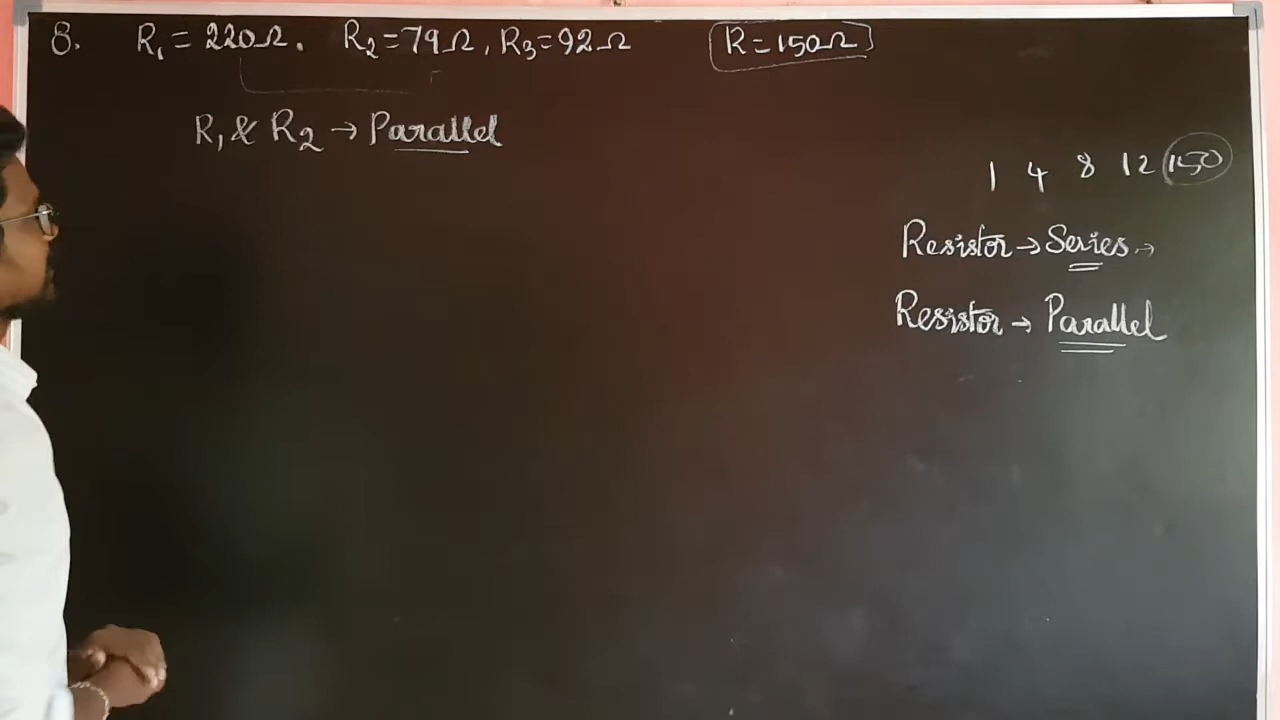 8. R₁ = 220Ω. R₂ = 79Ω, R₃ = 92Ω R = 150Ω
R₁ & R₂ → Parallel
1 4 8 12 150
Resistor → Series →
Resistor → Parallel